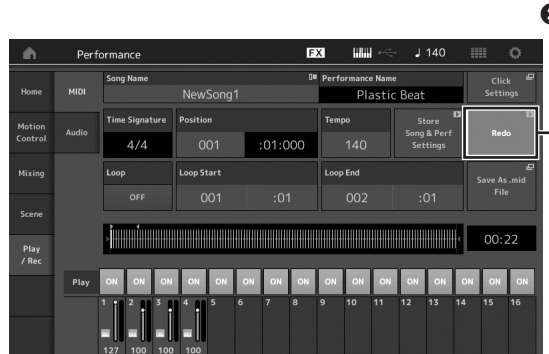 Performance
FX
140
Home
Motion Control
Mixing
Scene
Play / Rec
MIDI
Audio
Song Name
NewSong1
Performance Name
Plastic Beat
Click Settings
Time Signature
4/4
Position
001 :01:000
Tempo
140
Store Song & Perf Settings
Redo
Loop
OFF
Loop Start
001 :01
Loop End
002 :01
Save As .mid File
00:22
Play
ON ON ON ON ON ON ON ON ON ON ON ON ON ON ON ON
1 2 3 4 5 6 7 8 9 10 11 12 13 14 15 16
127 100 100 100